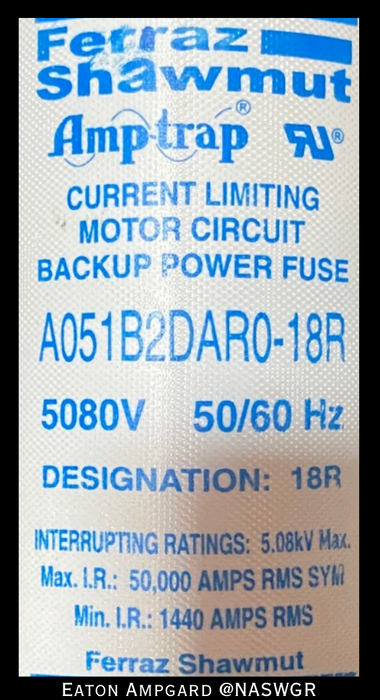 Ferraz
Shawmut
Amp-trap® RU®
CURRENT LIMITING
MOTOR CIRCUIT
BACKUP POWER FUSE
A051B2DAR0-18R
5080V 50/60 Hz
DESIGNATION: 18R
INTERRUPTING RATINGS: 5.08kV Max.
Max. I.R.: 50,000 AMPS RMS SYM
Min. I.R.: 1440 AMPS RMS
Ferraz Shawmut
EATON AMPGARD @NASWGR